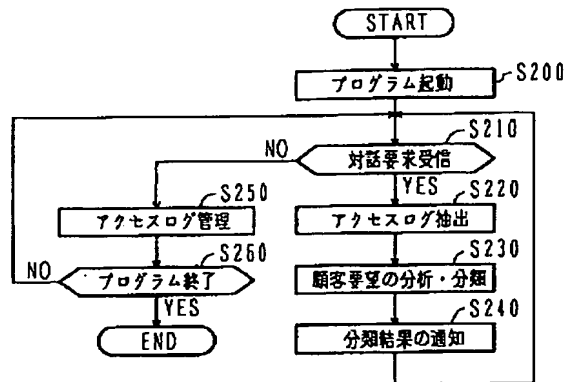 START
プログラム起動
S200
S210
対話要求受信
NO
YES
S250
S220
アクセスログ管理
アクセスログ抽出
S260
S230
NO
プログラム終了
顧客要望の分析・分類
YES
S240
END
分類結果の通知